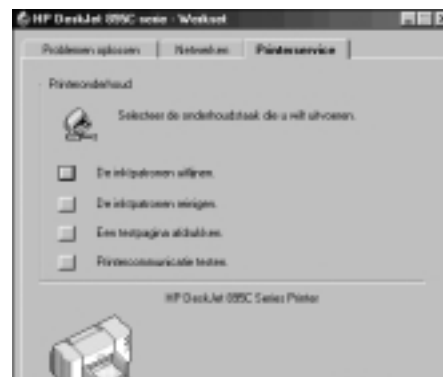 HP DeskJet 895C serie - Werkset
Problemen oplossen Netwerken Printerservice
Printeronderhoud
Selecteer de onderhoudstaak die u wilt uitvoeren.
De inktpatronen uitlijnen.
De inktpatronen reinigen.
Een testpagina afdrukken.
Printercommunicatie testen.
HP DeskJet 895C Series Printer